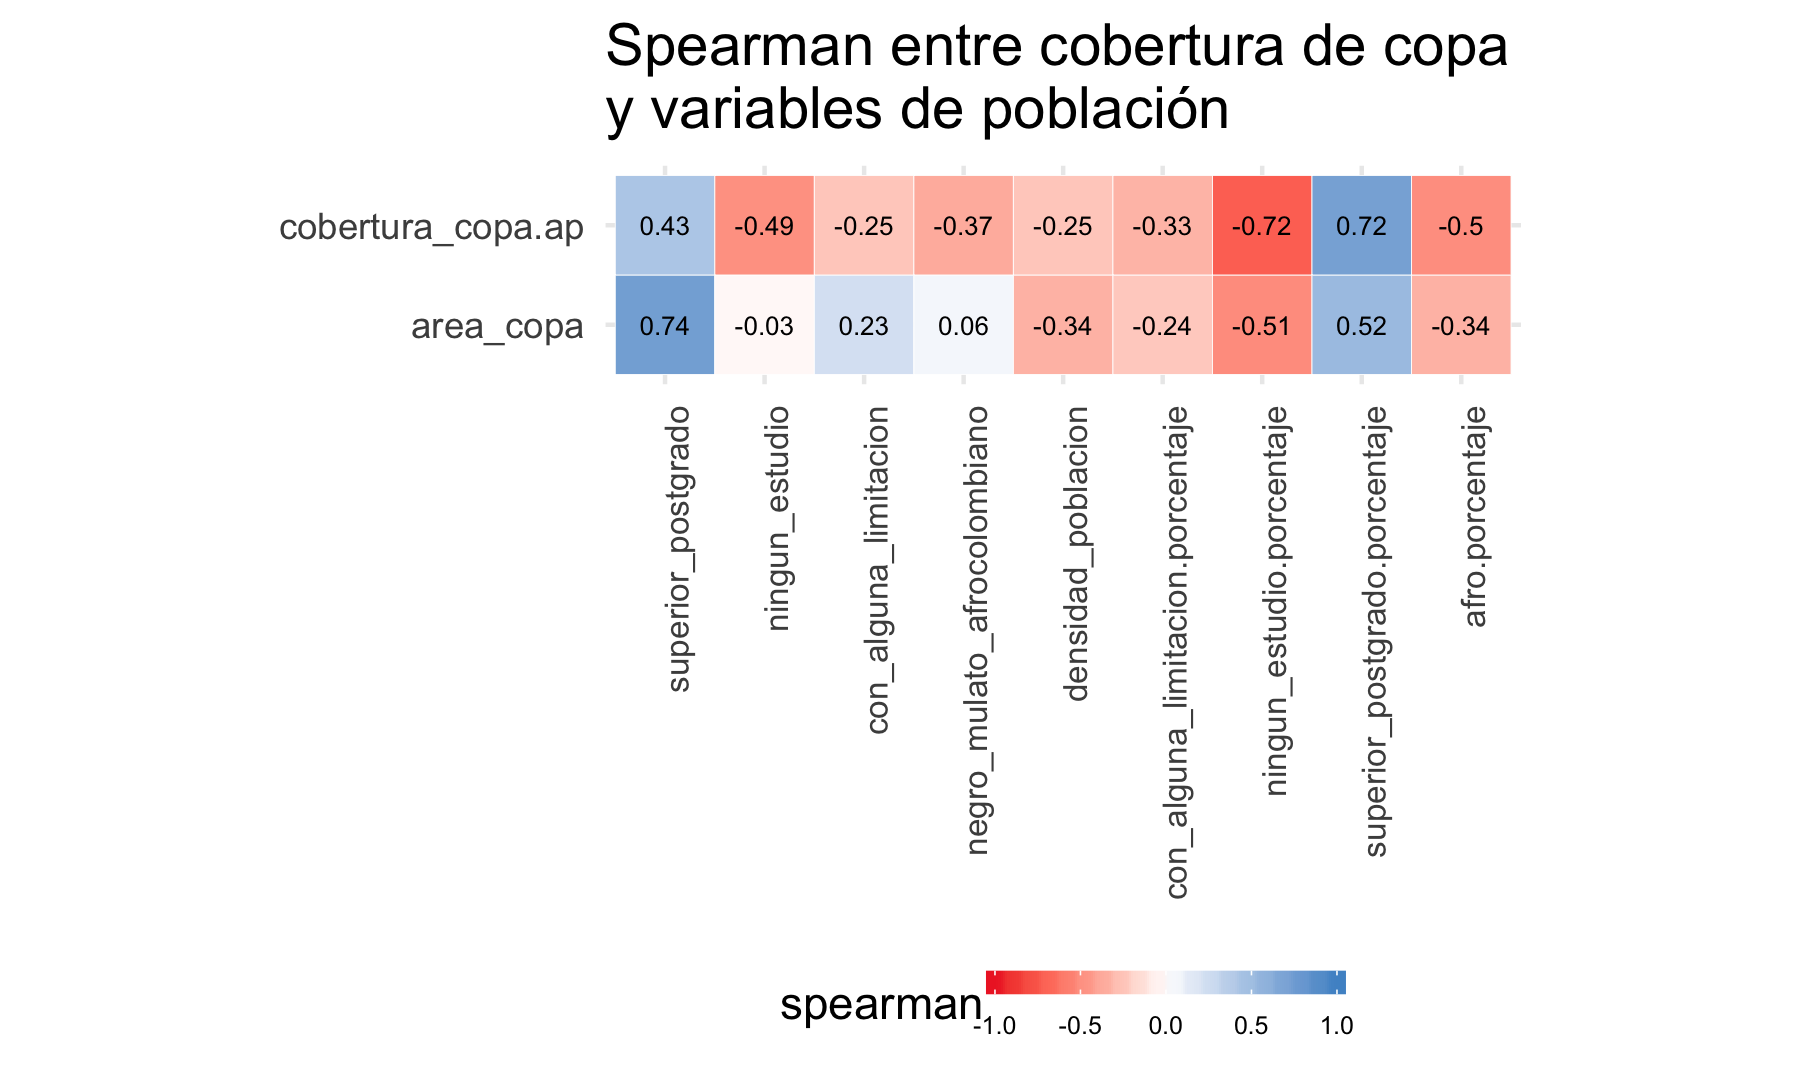 Spearman entre cobertura de copa
y variables de población
cobertura_copa.ap
0.43 -0.49 -0.25 -0.37 -0.25 -0.33 -0.72 0.72 -0.5
area_copa
0.74 -0.03 0.23 0.06 -0.34 -0.24 -0.51 0.52 -0.34
superior_postgrado
ningun_estudio
con_alguna_limitacion
negro_mulato_afrocolombiano
densidad_poblacion
con_alguna_limitacion.porcentaje
ningun_estudio.porcentaje
superior_postgrado.porcentaje
afro.porcentaje
spearman
-1.0 -0.5 0.0 0.5 1.0